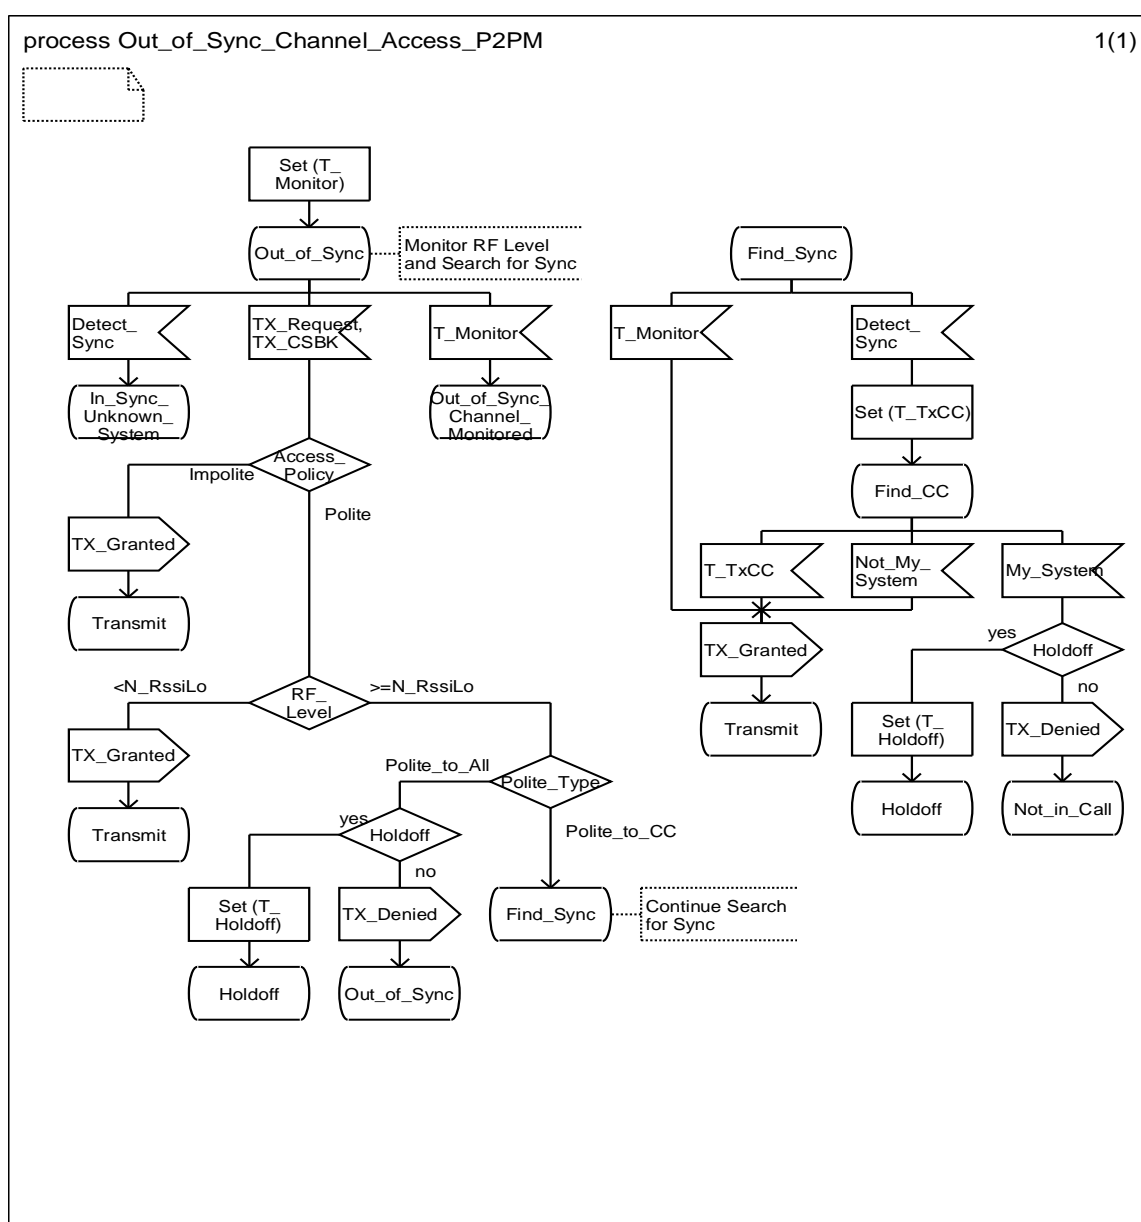 process Out_of_Sync_Channel_Access_P2PM
1(1)
Set (T_
Monitor)
Out_of_Sync
Monitor RF Level
and Search for Sync
Find_Sync
Detect_
Sync
TX_Request,
TX_CSBK
T_Monitor
T_Monitor
Detect_
Sync
In_Sync_
Unknown_
System
Out_of_Sync_
Channel_
Monitored
Set (T_TxCC)
Access_
Policy
Impolite
Polite
Find_CC
TX_Granted
T_TxCC
Not_My_
System
My_System
Transmit
TX_Granted
yes
Holdoff
no
<N_RssiLo
RF_
Level
>=N_RssiLo
Transmit
Set (T_
Holdoff)
TX_Denied
TX_Granted
Polite_to_All
Polite_Type
Holdoff
Not_in_Call
Transmit
yes
Holdoff
no
Polite_to_CC
Set (T_
Holdoff)
TX_Denied
Find_Sync
Continue Search
for Sync
Holdoff
Out_of_Sync